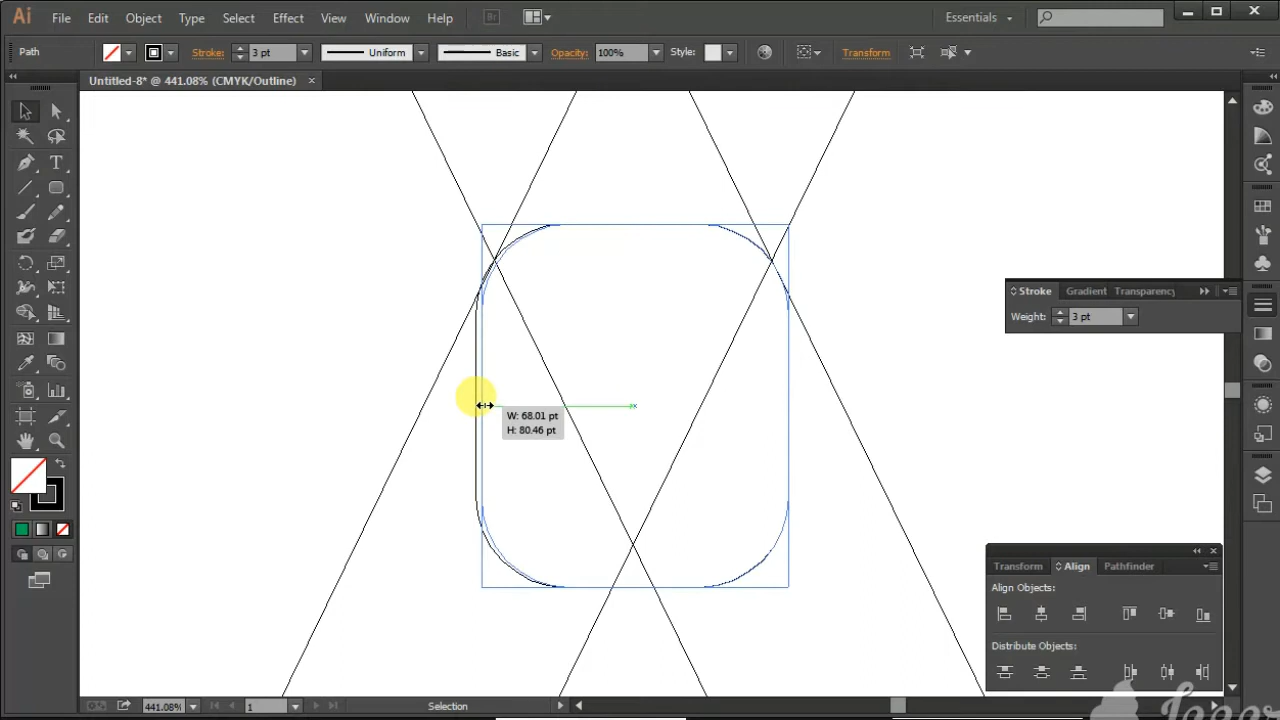 Ai File Edit Object Type Select Effect View Window Help Br Essentials
Path Stroke: 3 pt Uniform Basic Opacity: 100% Style: Transform
Untitled-8* @ 441.08% (CMYK/Outline) ×
Stroke Gradient Transparency
Weight: 3 pt
W: 68.01 pt
H: 80.46 pt
Transform Align Pathfinder
Align Objects:
Distribute Objects:
441.08% 1 Selection